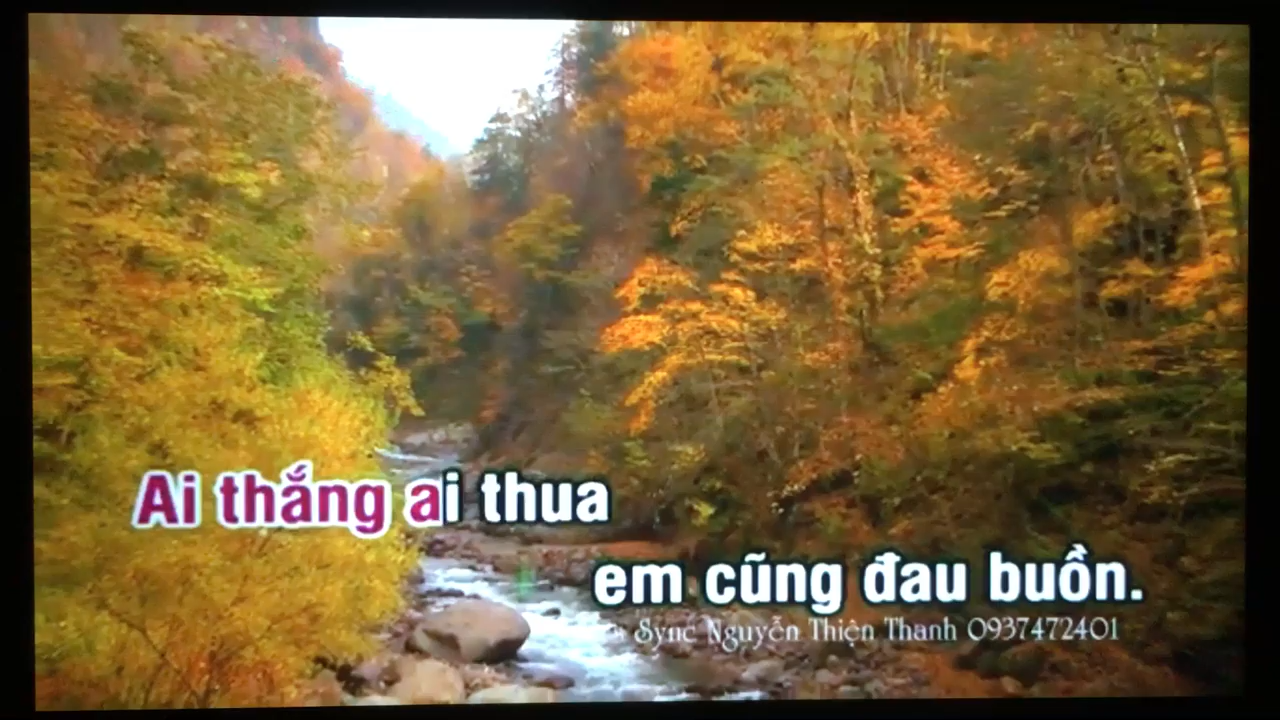 Ai thắng ai thua
em cũng đau buồn.
Sync Nguyễn Thiện Thanh 0937472401